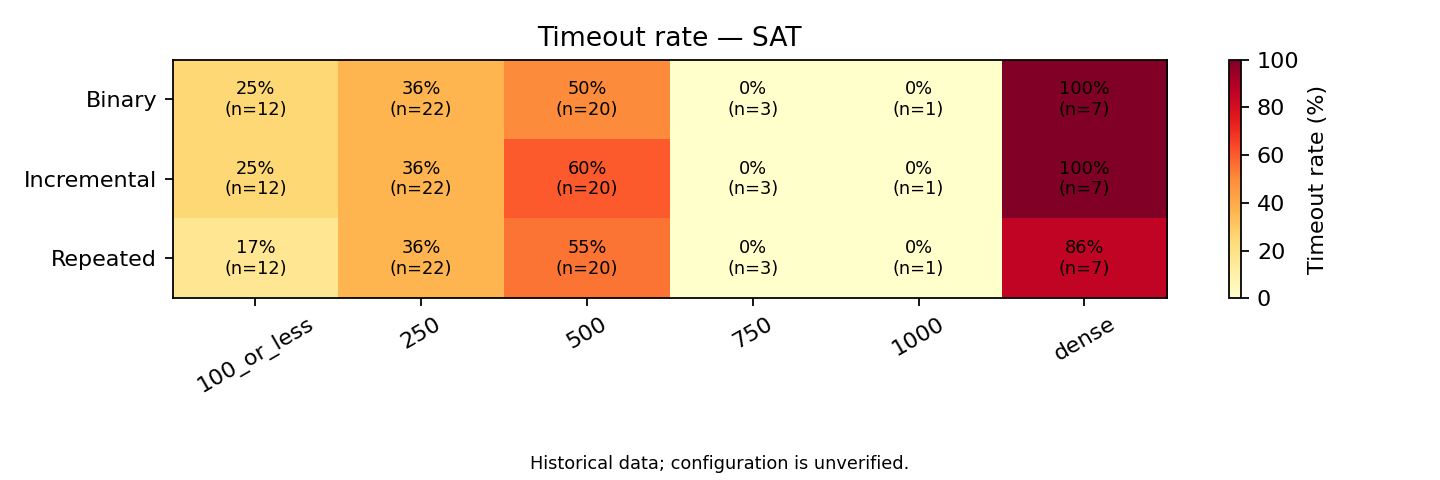 Timeout rate — SAT
Binary
25%
(n=12)
36%
(n=22)
50%
(n=20)
0%
(n=3)
0%
(n=1)
100%
(n=7)
Incremental
25%
(n=12)
36%
(n=22)
60%
(n=20)
0%
(n=3)
0%
(n=1)
100%
(n=7)
Repeated
17%
(n=12)
36%
(n=22)
55%
(n=20)
0%
(n=3)
0%
(n=1)
86%
(n=7)
100_or_less
250
500
750
1000
dense
100
80
60
40
20
0
Timeout rate (%)
Historical data; configuration is unverified.